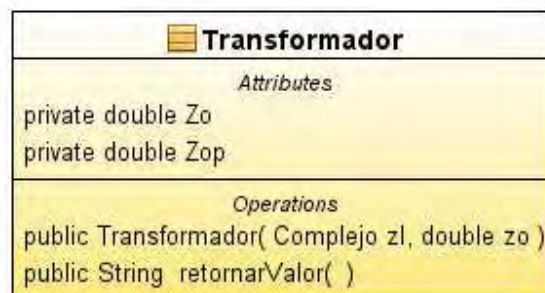 Transformador
Attributes
private double Zo
private double Zop
Operations
public Transformador( Complejo zl, double zo )
public String retornarValor( )